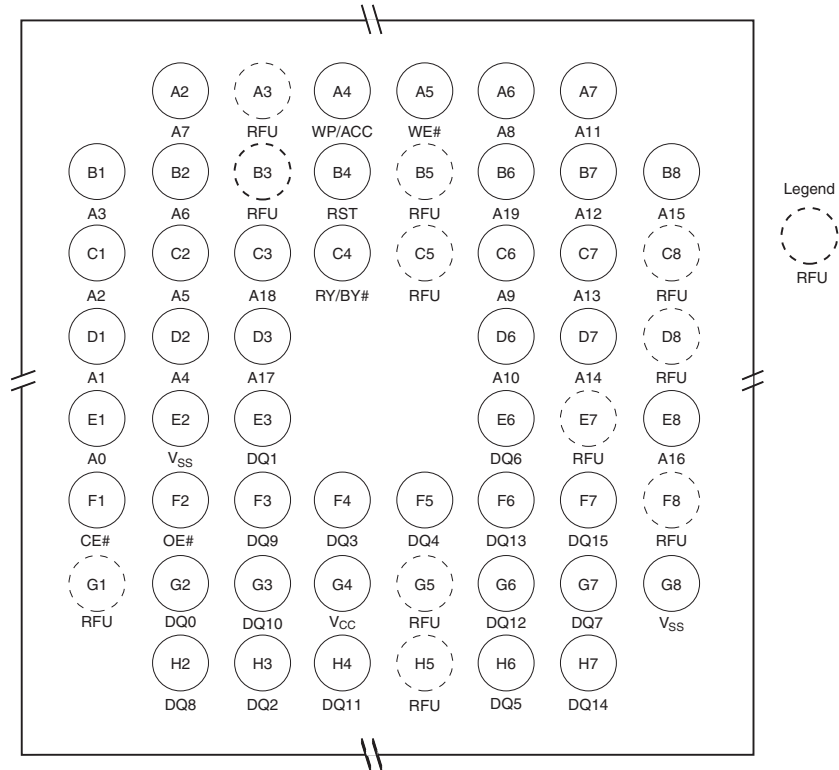 A2 A3 A4 A5 A6 A7
A7 RFU WP/ACC WE# A8 A11
B1 B2 B3 B4 B5 B6 B7 B8
A3 A6 RFU RST RFU A19 A12 A15
Legend
RFU
C1 C2 C3 C4 C5 C6 C7 C8
A2 A5 A18 RY/BY# RFU A9 A13 RFU
D1 D2 D3 D6 D7 D8
A1 A4 A17 A10 A14 RFU
E1 E2 E3 E6 E7 E8
A0 VSS DQ1 DQ6 RFU A16
F1 F2 F3 F4 F5 F6 F7 F8
CE# OE# DQ9 DQ3 DQ4 DQ13 DQ15 RFU
G1 G2 G3 G4 G5 G6 G7 G8
RFU DQ0 DQ10 VCC RFU DQ12 DQ7 VSS
H2 H3 H4 H5 H6 H7
DQ8 DQ2 DQ11 RFU DQ5 DQ14